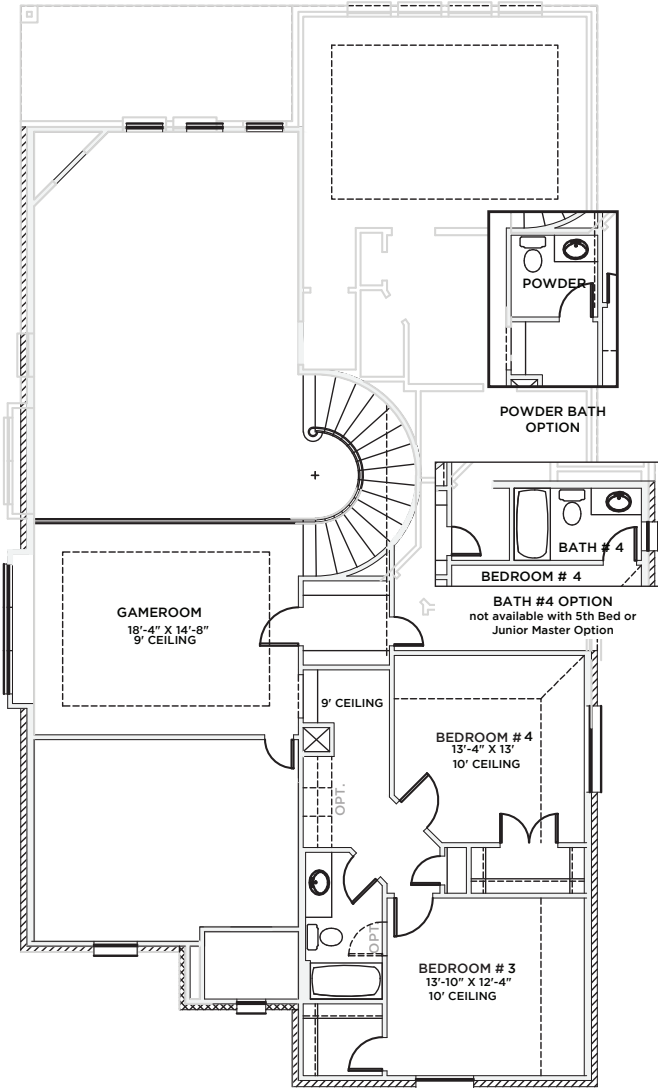 POWDER
POWDER BATH
OPTION
BATH # 4
BEDROOM # 4
BATH #4 OPTION
not available with 5th Bed or
Junior Master Option
GAMEROOM
18'-4" X 14'-8"
9' CEILING
9' CEILING
BEDROOM # 4
13'-4" X 13'
10' CEILING
OPT.
OPT.
BEDROOM # 3
13'-10" X 12'-4"
10' CEILING